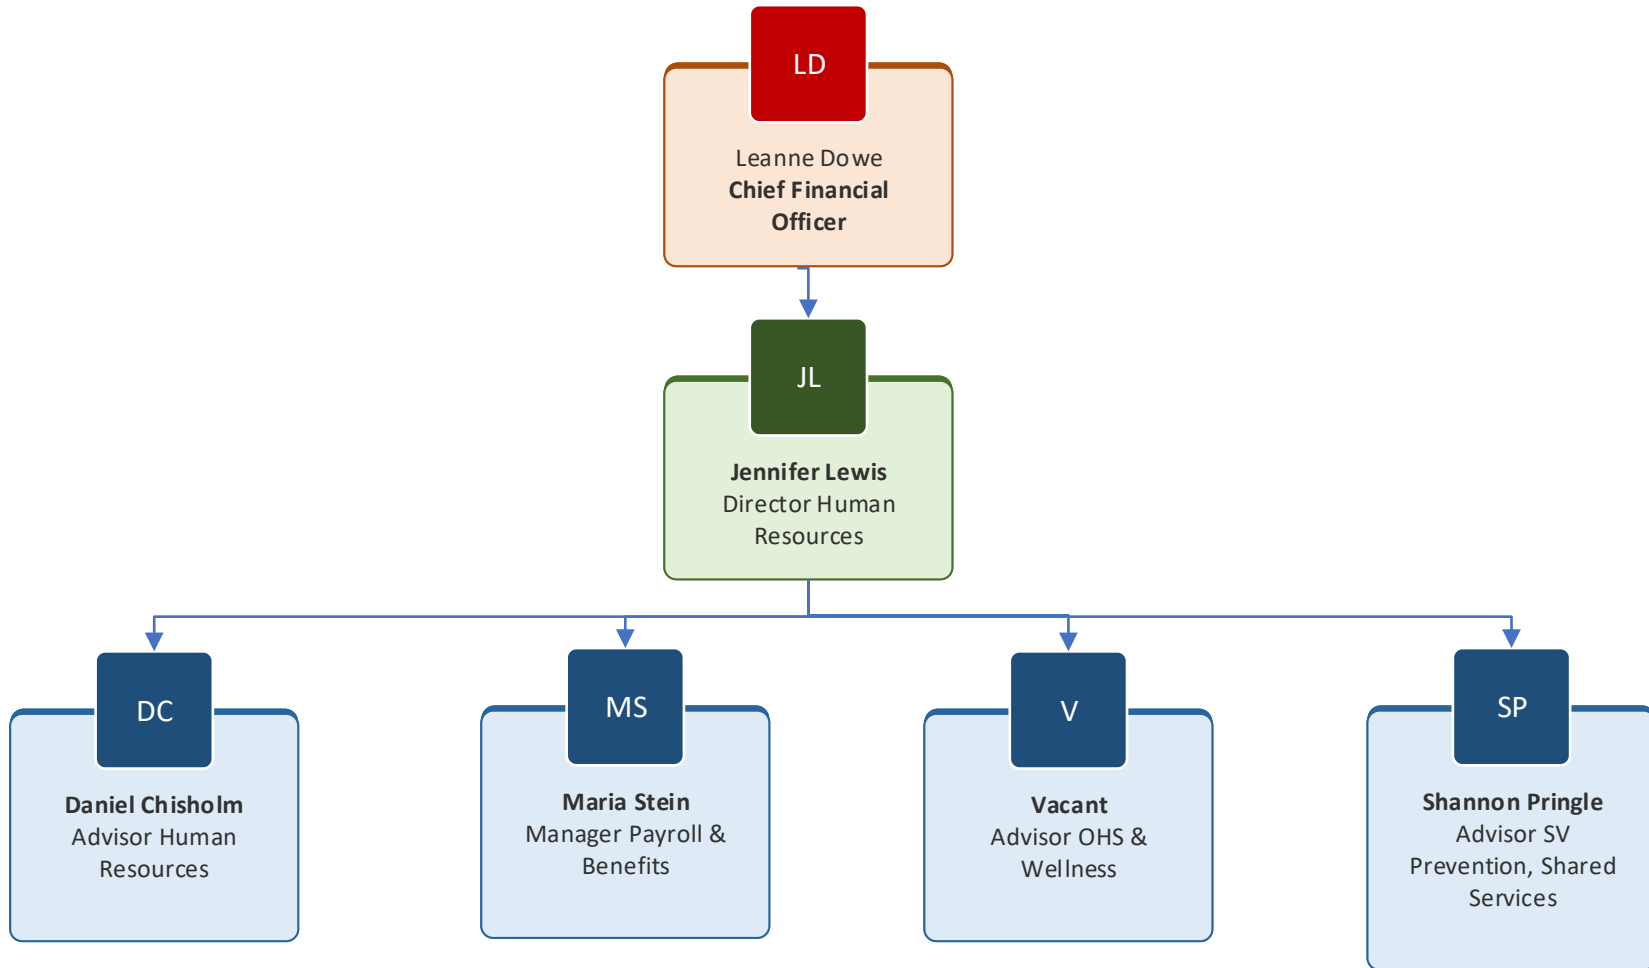 LD
Leanne Dowe
Chief Financial
Officer
JL
Jennifer Lewis
Director Human
Resources
DC
Daniel Chisholm
Advisor Human
Resources
MS
Maria Stein
Manager Payroll &
Benefits
V
Vacant
Advisor OHS &
Wellness
SP
Shannon Pringle
Advisor SV
Prevention, Shared
Services